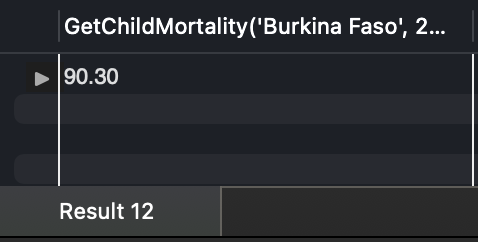 GetChildMortality('Burkina Faso', 2...
90.30
Result 12